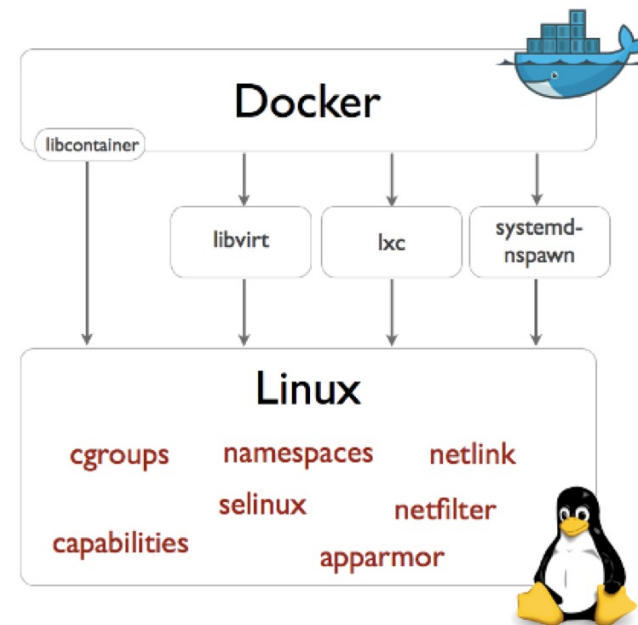 Docker
libcontainer
libvirt
lxc
systemd-
nspawn
Linux
cgroups
namespaces
netlink
selinux
netfilter
capabilities
apparmor